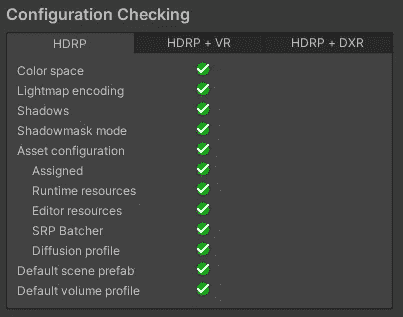 Configuration Checking
HDRP HDRP + VR HDRP + DXR
Color space
Lightmap encoding
Shadows
Shadowmask mode
Asset configuration
Assigned
Runtime resources
Editor resources
SRP Batcher
Diffusion profile
Default scene prefab
Default volume profile